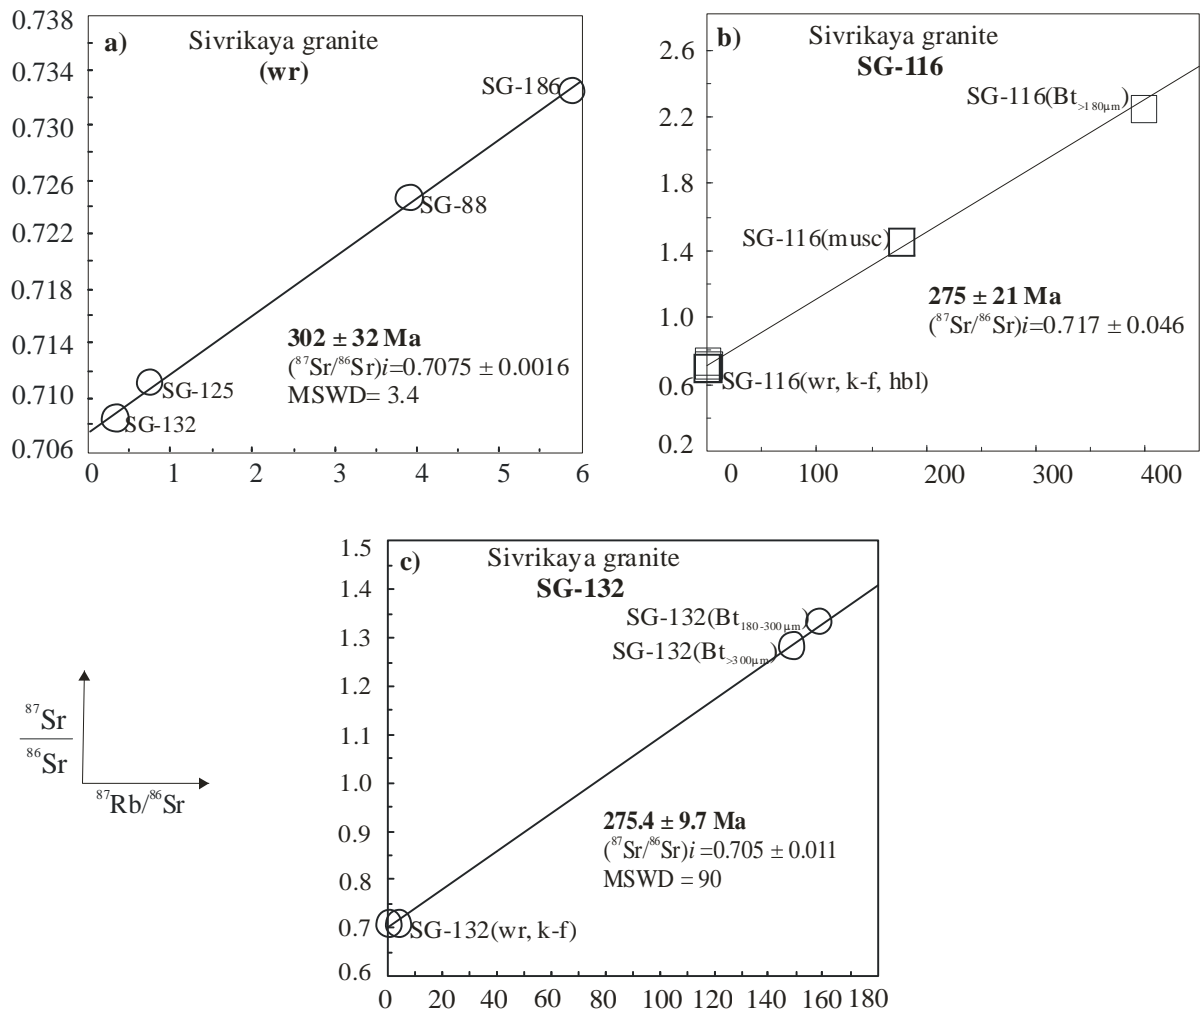 a)
Sivrikaya granite
(wr)
0.738
0.734
0.730
0.726
0.722
0.718
0.714
0.710
0.706
SG-186
SG-88
SG-125
SG-132
302 ± 32 Ma
(⁸⁷Sr/⁸⁶Sr)i=0.7075 ± 0.0016
MSWD= 3.4
0 1 2 3 4 5 6
b)
Sivrikaya granite
SG-116
2.6
2.2
1.8
1.4
1.0
0.6
0.2
SG-116(Bt>180µm)
SG-116(musc)
275 ± 21 Ma
(⁸⁷Sr/⁸⁶Sr)i=0.717 ± 0.046
SG-116(wr, k-f, hbl)
0 100 200 300 400
c)
Sivrikaya granite
SG-132
1.5
1.4
1.3
1.2
1.1
1.0
0.9
0.8
0.7
0.6
SG-132(Bt180-300µm)
SG-132(Bt>300µm)
275.4 ± 9.7 Ma
(⁸⁷Sr/⁸⁶Sr)i =0.705 ± 0.011
MSWD = 90
SG-132(wr, k-f)
0 20 40 60 80 100 120 140 160 180
⁸⁷Sr
⁸⁶Sr
⁸⁷Rb/⁸⁶Sr